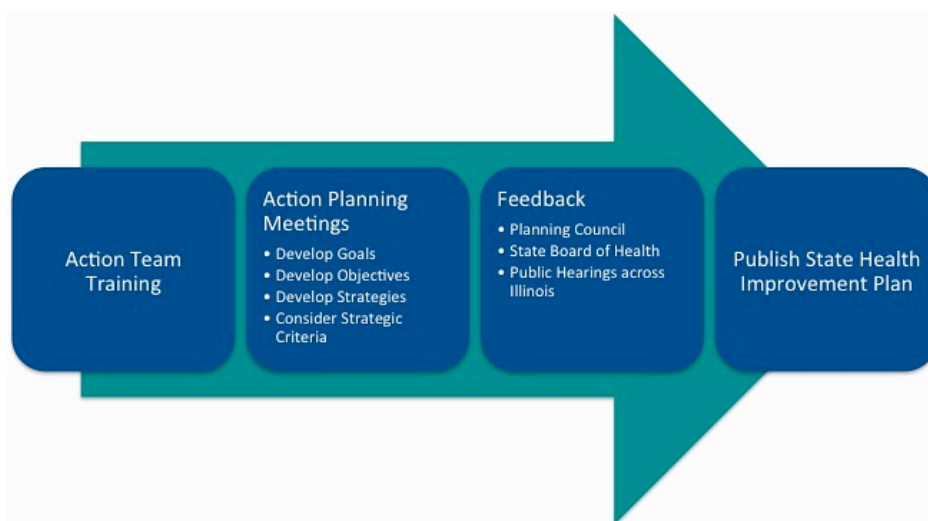 Action Team
Training
Action Planning
Meetings
• Develop Goals
• Develop Objectives
• Develop Strategies
• Consider Strategic
Criteria
Feedback
• Planning Council
• State Board of Health
• Public Hearings across
Illinois
Publish State Health
Improvement Plan